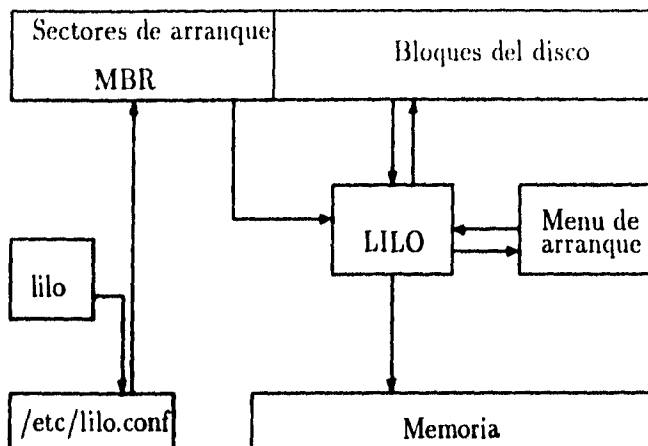 Sectores de arranque
MBR
Bloques del disco
LILO
Menu de
arranque
lilo
/etc/lilo.conf
Memoria